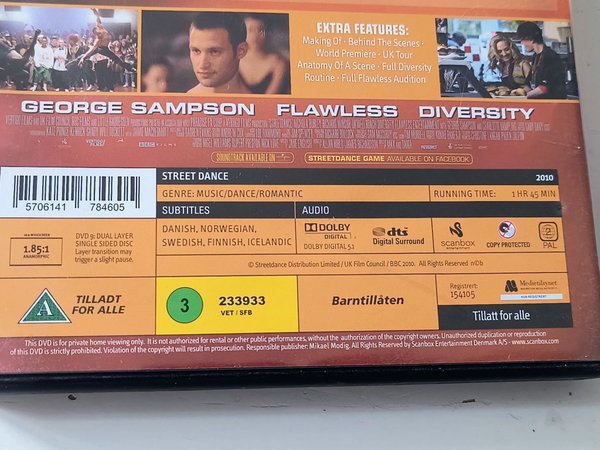 EXTRA FEATURES:
Making Of · Behind The Scenes ·
World Premiere · UK Tour
Anatomy Of A Scene · Full Diversity
Routine · Full Flawless Audition
GEORGE SAMPSON FLAWLESS DIVERSITY
SOUNDTRACK AVAILABLE ON
STREETDANCE GAME AVAILABLE ON FACEBOOK
STREET DANCE 2010
GENRE: MUSIC/DANCE/ROMANTIC RUNNING TIME: 1 HR 45 MIN
5706141 784605
SUBTITLES
DANISH, NORWEGIAN,
SWEDISH, FINNISH, ICELANDIC
AUDIO
DOLBY
DIGITAL
DOLBY DIGITAL 5.1
dts
Digital Surround
scanbox
COPY PROTECTED
2
PAL
16:9 WIDESCREEN
1.85:1
ANAMORPHIC
DVD 9: DUAL LAYER
SINGLE SIDED DISC
Layer transition may
trigger a slight pause.
© Streetdance Distribution Limited / UK Film Council / BBC 2010. All Rights Reserved n©b
A
TILLADT
FOR ALLE
3
233933
VET / SFB
Barntillåten
Registrert:
154105
Medietilsynet
Tillatt for alle
This DVD is for private home viewing only. It is not authorized for rental or other public performances, without the authorization of the copyright owners. Unauthorized duplication or reproduction
of this DVD is strictly prohibited. Violation of the copyright will result in prosecution. Responsible publisher: Mikael Modig. All Rights Reserved by Scanbox Entertainment Denmark A/S - www.scanbox.com